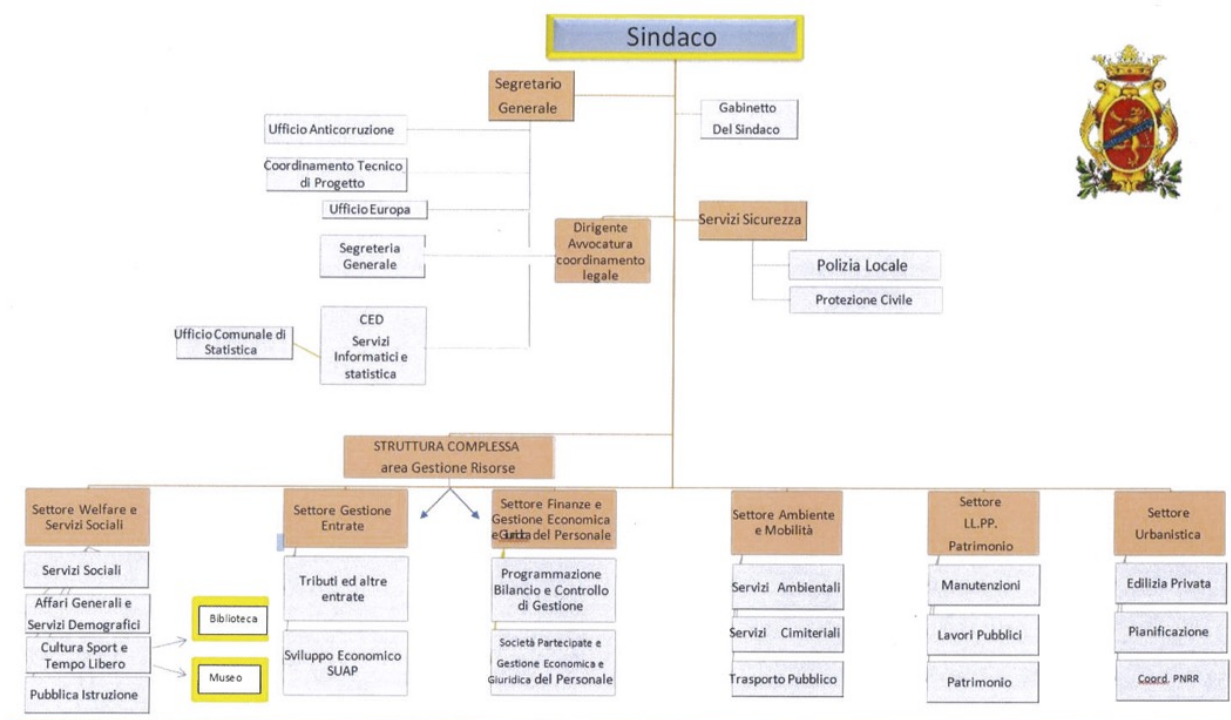 Sindaco
Segretario
Generale
Gabinetto
Del Sindaco
Ufficio Anticorruzione
Coordinamento Tecnico
di Progetto
Ufficio Europa
Servizi Sicurezza
Dirigente
Avvocatura
coordinamento
legale
Segreteria
Generale
Polizia Locale
Protezione Civile
CED
Servizi
Informatici e
statistica
Ufficio Comunale di
Statistica
STRUTTURA COMPLESSA
area Gestione Risorse
Settore Welfare e
Servizi Sociali
Settore Gestione
Entrate
Settore Finanze e
Gestione Economica
e Giuridica del Personale
Settore Ambiente
e Mobilità
Settore
LL.PP.
Patrimonio
Settore
Urbanistica
Servizi Sociali
Affari Generali e
Servizi Demografici
Cultura Sport e
Tempo Libero
Pubblica Istruzione
Biblioteca
Museo
Tributi ed altre
entrate
Sviluppo Economico
SUAP
Programmazione
Bilancio e Controllo
di Gestione
Società Partecipate e
Gestione Economica e
Giuridica del Personale
Servizi Ambientali
Servizi Cimiteriali
Trasporto Pubblico
Manutenzioni
Lavori Pubblici
Patrimonio
Edilizia Privata
Pianificazione
Coord. PNRR